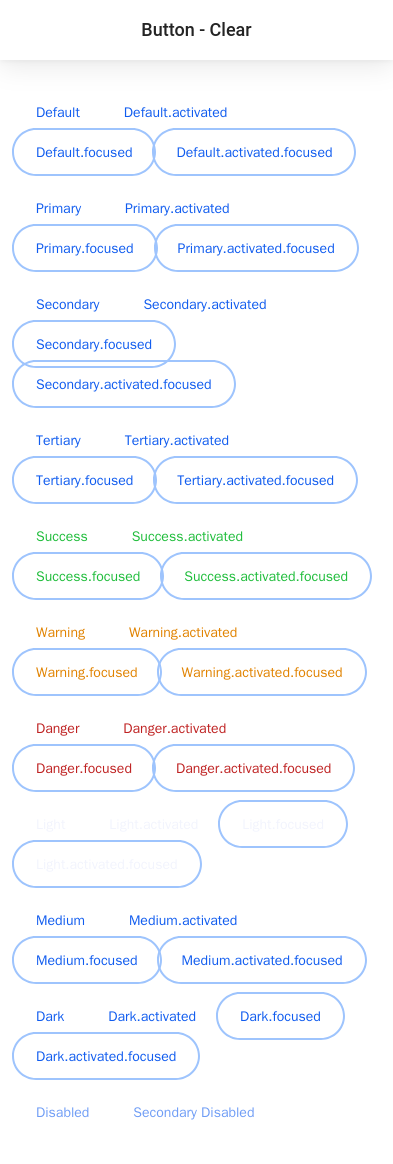 Button - Clear
Default Default.activated
Default.focused Default.activated.focused
Primary Primary.activated
Primary.focused Primary.activated.focused
Secondary Secondary.activated
Secondary.focused
Secondary.activated.focused
Tertiary Tertiary.activated
Tertiary.focused Tertiary.activated.focused
Success Success.activated
Success.focused Success.activated.focused
Warning Warning.activated
Warning.focused Warning.activated.focused
Danger Danger.activated
Danger.focused Danger.activated.focused
Light Light.activated Light.focused
Light.activated.focused
Medium Medium.activated
Medium.focused Medium.activated.focused
Dark Dark.activated Dark.focused
Dark.activated.focused
Disabled Secondary Disabled